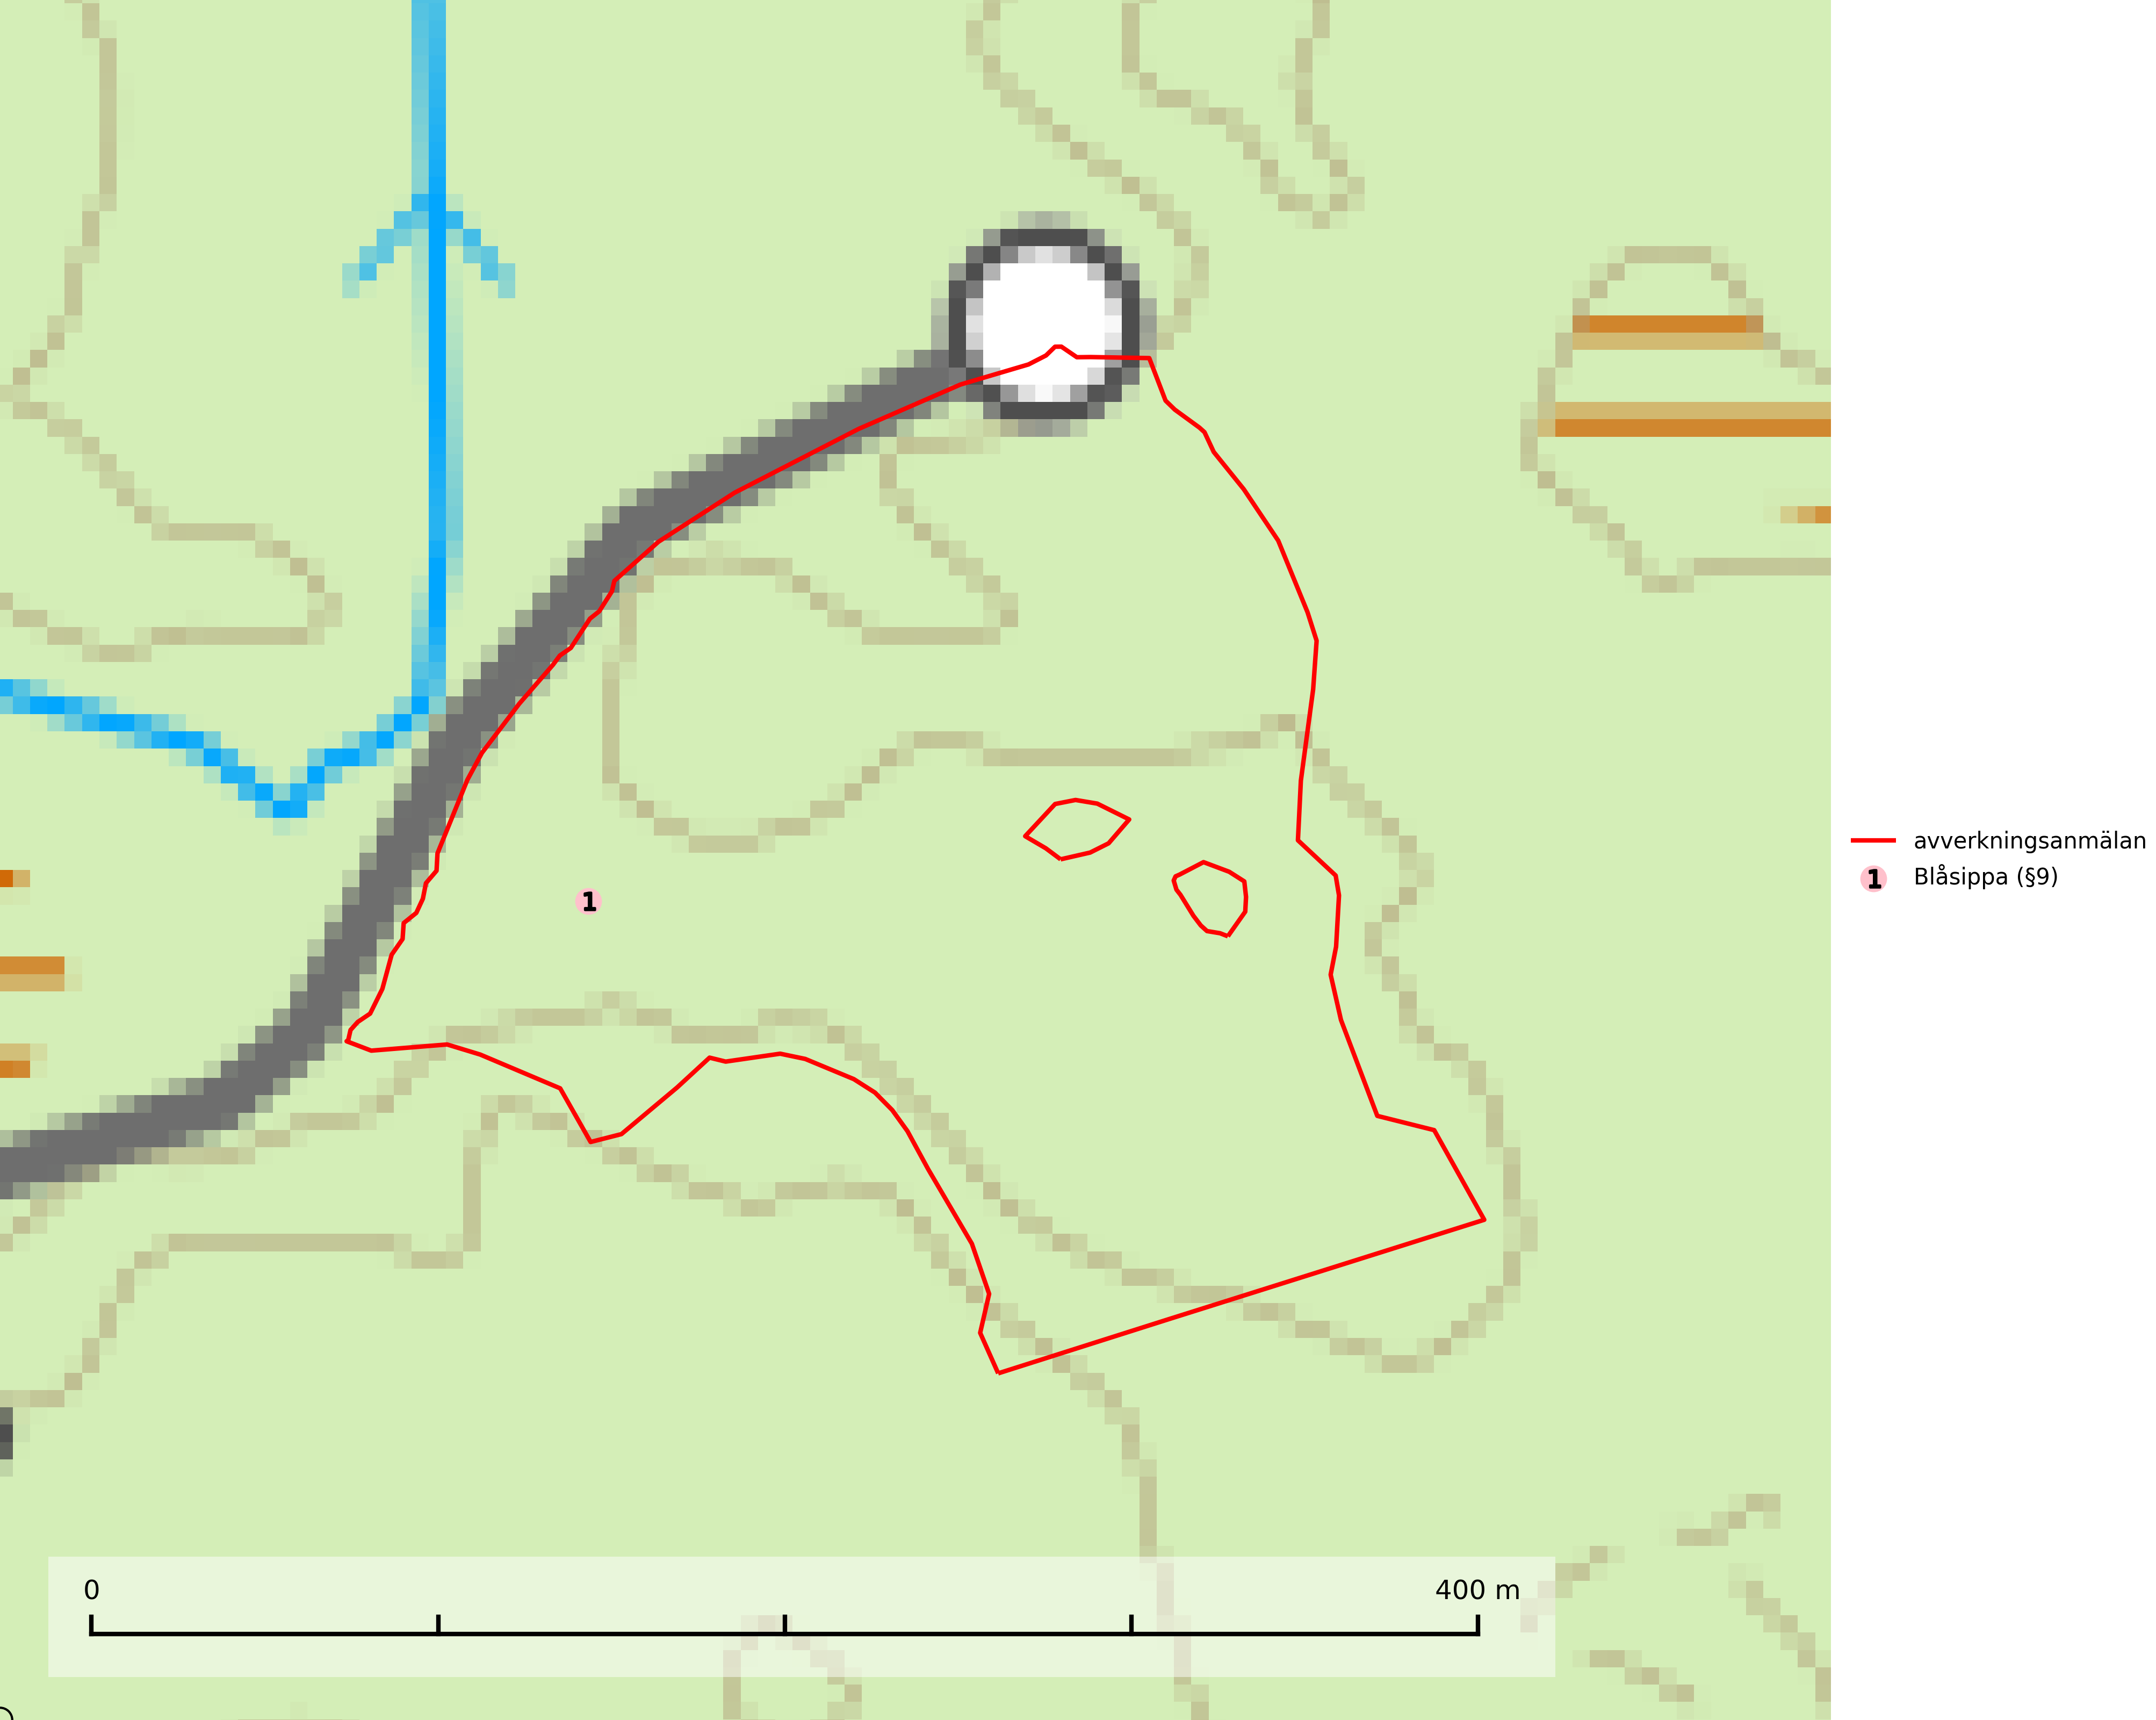 1
avverkningsanmälan
1 Blåsippa (§9)
0 400 m